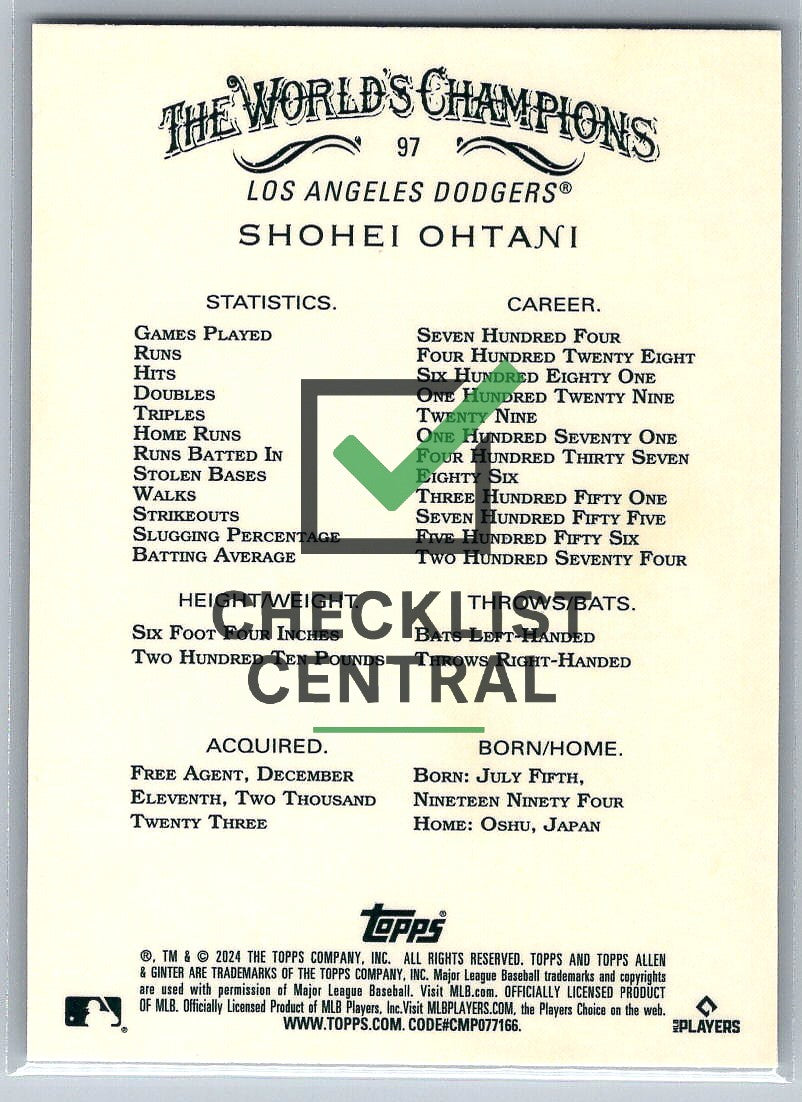 THE WORLD'S CHAMPIONS
97
LOS ANGELES DODGERS®
SHOHEI OHTANI
STATISTICS.
GAMES PLAYED
RUNS
HITS
DOUBLES
TRIPLES
HOME RUNS
RUNS BATTED IN
STOLEN BASES
WALKS
STRIKEOUTS
SLUGGING PERCENTAGE
BATTING AVERAGE
CAREER.
SEVEN HUNDRED FOUR
FOUR HUNDRED TWENTY EIGHT
SIX HUNDRED EIGHTY ONE
ONE HUNDRED TWENTY NINE
TWENTY NINE
ONE HUNDRED SEVENTY ONE
FOUR HUNDRED THIRTY SEVEN
EIGHTY SIX
THREE HUNDRED FIFTY ONE
SEVEN HUNDRED FIFTY FIVE
FIVE HUNDRED FIFTY SIX
TWO HUNDRED SEVENTY FOUR
HEIGHT/WEIGHT.
SIX FOOT FOUR INCHES
TWO HUNDRED TEN POUNDS
THROWS/BATS.
BATS LEFT-HANDED
THROWS RIGHT-HANDED
CHECKLIST
CENTRAL
ACQUIRED.
FREE AGENT, DECEMBER
ELEVENTH, TWO THOUSAND
TWENTY THREE
BORN/HOME.
BORN: JULY FIFTH,
NINETEEN NINETY FOUR
HOME: OSHU, JAPAN
topps®
®, TM & © 2024 THE TOPPS COMPANY, INC. ALL RIGHTS RESERVED. TOPPS AND TOPPS ALLEN
& GINTER ARE TRADEMARKS OF THE TOPPS COMPANY, INC. Major League Baseball trademarks and copyrights
are used with permission of Major League Baseball. Visit MLB.com. OFFICIALLY LICENSED PRODUCT
OF MLB. Officially Licensed Product of MLB Players, Inc.Visit MLBPLAYERS.COM, the Players Choice on the web.
WWW.TOPPS.COM. CODE#CMP077166.
MLB PLAYERS